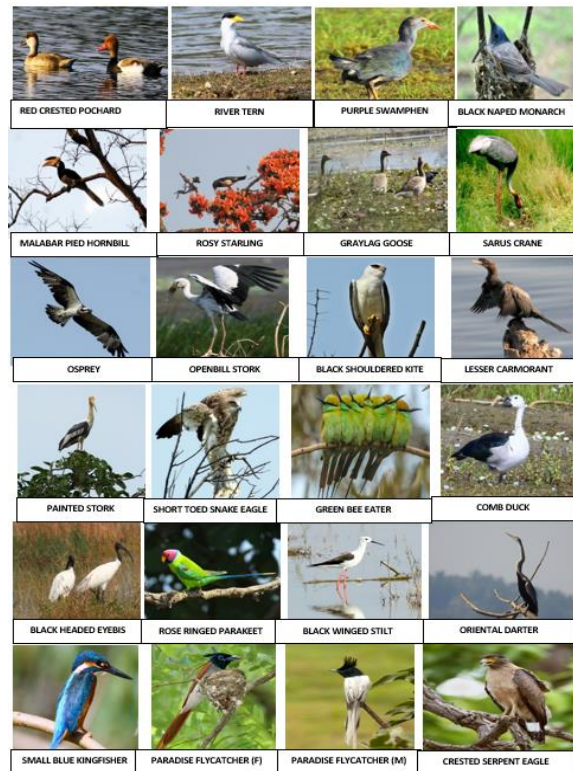 RED CRESTED POCHARD
RIVER TERN
PURPLE SWAMPHEN
BLACK NAPED MONARCH
MALABAR PIED HORNBILL
ROSY STARLING
GRAYLAG GOOSE
SARUS CRANE
OSPREY
OPENBILL STORK
BLACK SHOULDERED KITE
LESSER CARMORANT
PAINTED STORK
SHORT TOED SNAKE EAGLE
GREEN BEE EATER
COMB DUCK
BLACK HEADED EYEBIS
ROSE RINGED PARAKEET
BLACK WINGED STILT
ORIENTAL DARTER
SMALL BLUE KINGFISHER
PARADISE FLYCATCHER (F)
PARADISE FLYCATCHER (M)
CRESTED SERPENT EAGLE